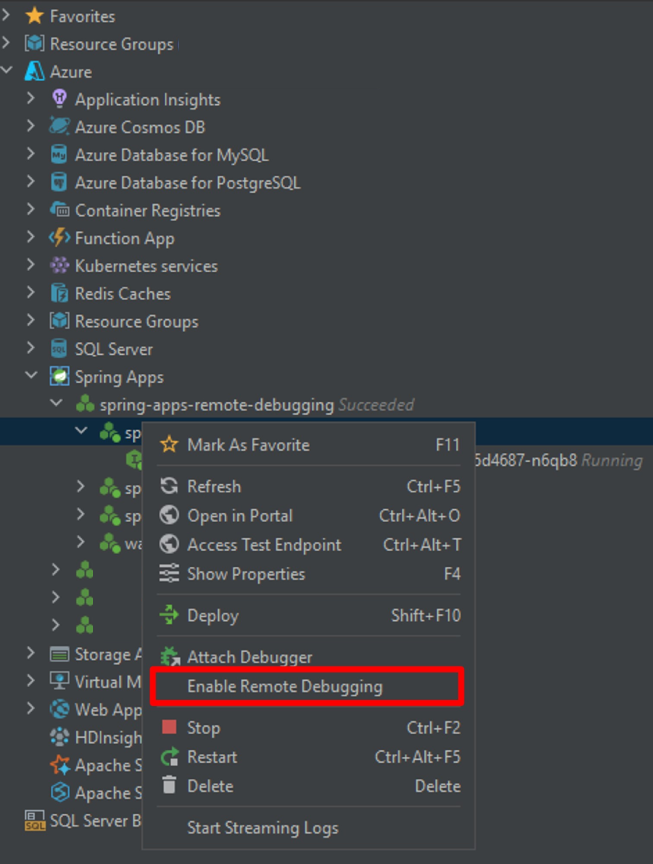 Favorites
Resource Groups
Azure
Application Insights
Azure Cosmos DB
Azure Database for MySQL
Azure Database for PostgreSQL
Container Registries
Function App
Kubernetes services
Redis Caches
Resource Groups
SQL Server
Spring Apps
spring-apps-remote-debugging Succeeded
sp
Mark As Favorite F11
5d4687-n6qb8 Running
Refresh Ctrl+F5
sp
Open in Portal Ctrl+Alt+O
sp
Access Test Endpoint Ctrl+Alt+T
wa
Show Properties F4
Deploy Shift+F10
Storage A
Attach Debugger
Virtual M
Enable Remote Debugging
Web App
Stop Ctrl+F2
HDInsigh
Restart Ctrl+Alt+F5
Apache S
Delete Delete
Apache S
SQL Server B
Start Streaming Logs